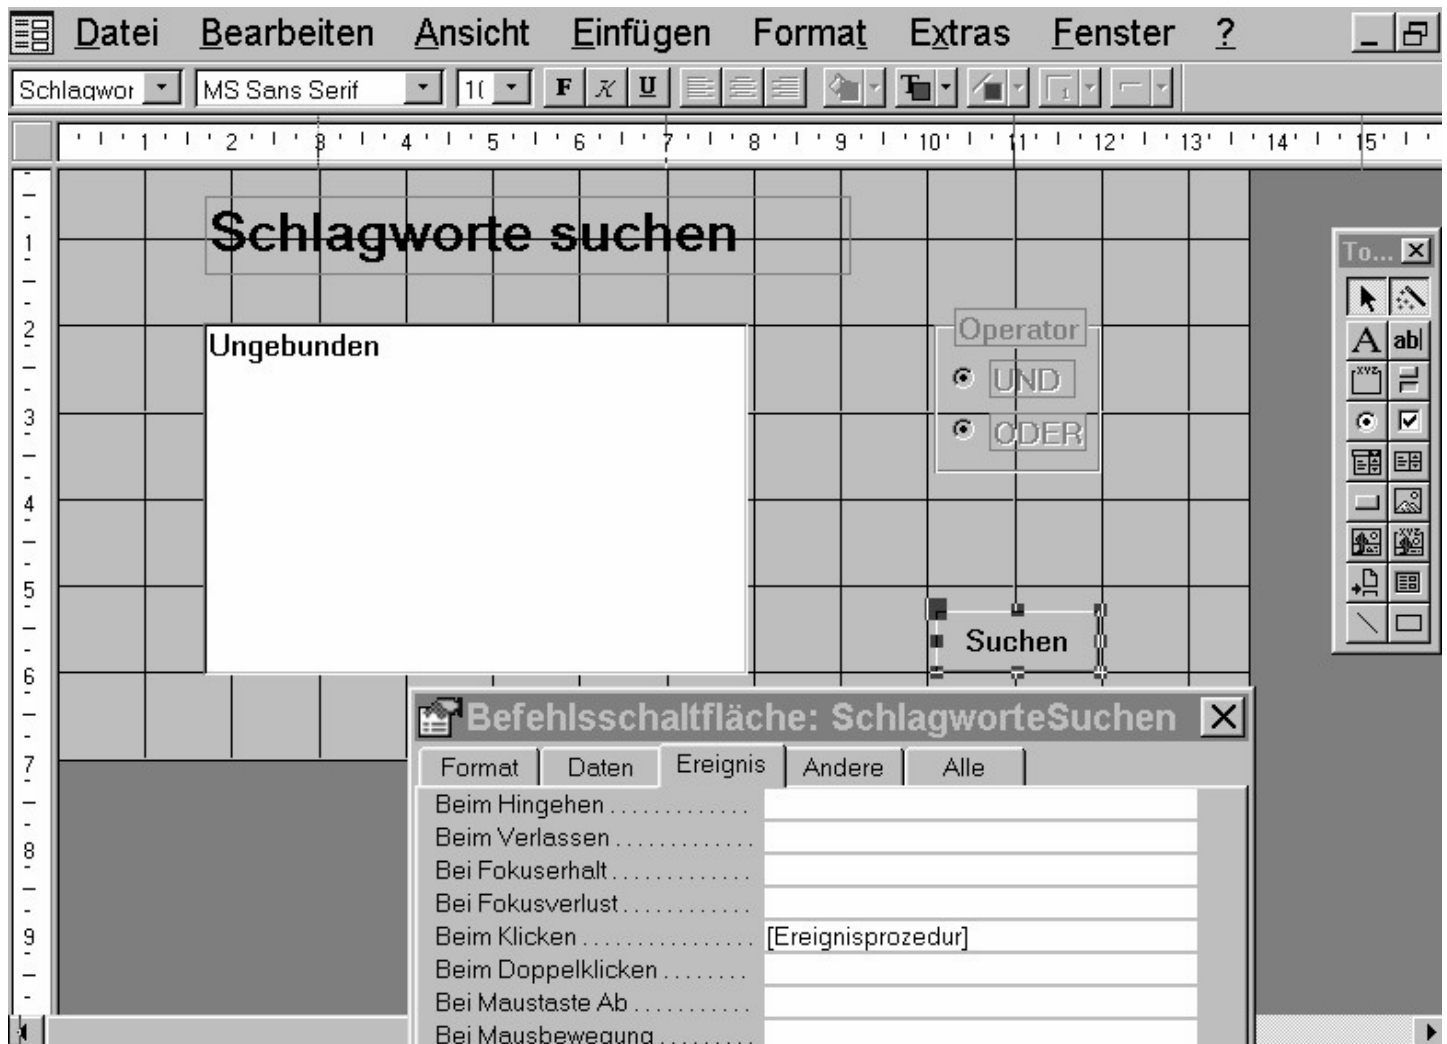 Datei Bearbeiten Ansicht Einfügen Format Extras Fenster ?
Schlagwor MS Sans Serif 1( F K U
1 2 3 4 5 6 7 8 9 10 11 12 13 14 15
Schlagworte suchen
To...
A ab|
xyz
Ungebunden
Operator
UND
ODER
Suchen
1
2
3
4
5
6
7
8
9
Befehlsschaltfläche: SchlagworteSuchen
Format Daten Ereignis Andere Alle
Beim Hingehen . . . . . . . . . . . . .
Beim Verlassen . . . . . . . . . . . . .
Bei Fokuserhalt . . . . . . . . . . . . .
Bei Fokusverlust . . . . . . . . . . . .
Beim Klicken . . . . . . . . . . . . . . . . [Ereignisprozedur]
Beim Doppelklicken . . . . . . . .
Bei Maustaste Ab . . . . . . . . . . .
Bei Mausbewegung . . . . . . . . .